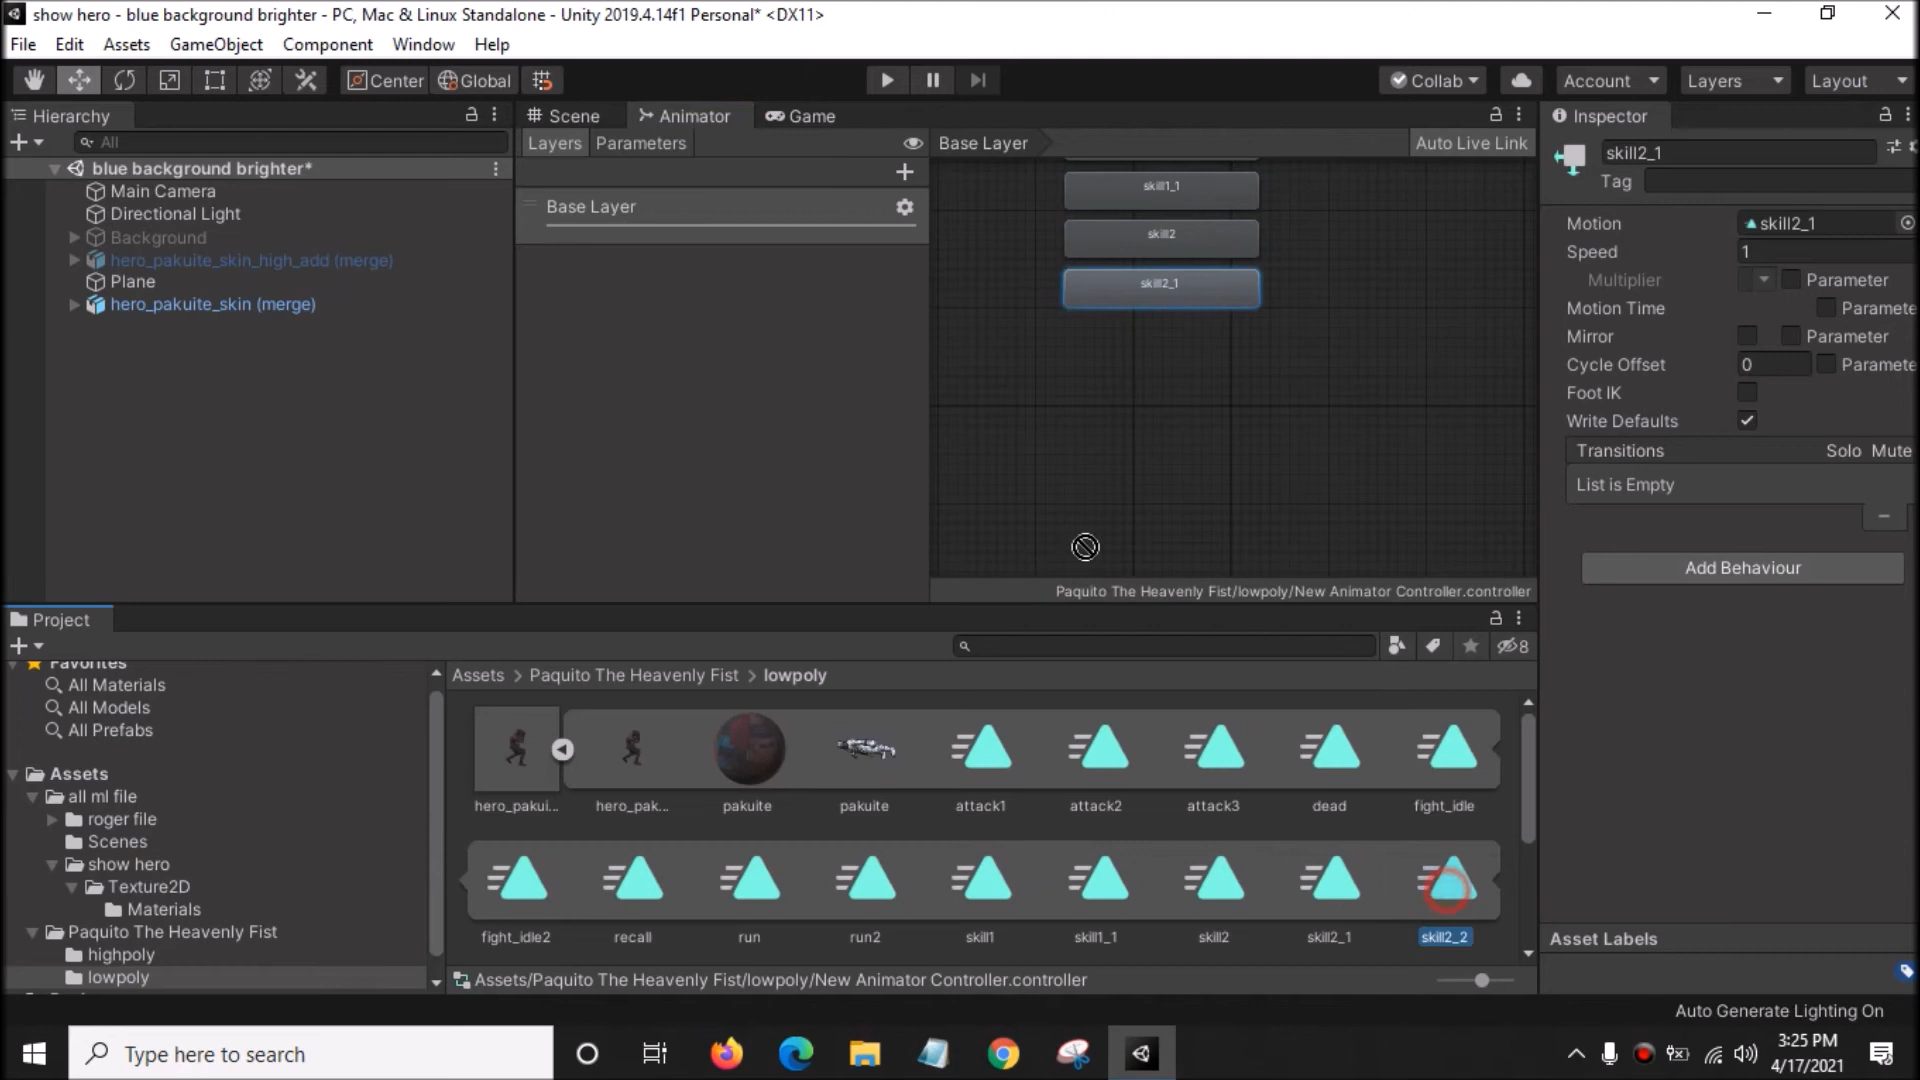 show hero - blue background brighter - PC, Mac & Linux Standalone - Unity 2019.4.14f1 Personal* <DX11>
File Edit Assets GameObject Component Window Help
Center Global Collab Account Layers Layout
Hierarchy
All
blue background brighter*
Main Camera
Directional Light
Background
hero_pakuite_skin_high_add (merge)
Plane
hero_pakuite_skin (merge)
Scene Animator Game
Layers Parameters
Base Layer
Base Layer Auto Live Link
skill1_1
skill2
skill2_1
Paquito The Heavenly Fist/lowpoly/New Animator Controller.controller
Inspector
skill2_1
Tag
Motion skill2_1
Speed 1
Multiplier Parameter
Motion Time Paramete
Mirror Parameter
Cycle Offset 0 Paramete
Foot IK
Write Defaults
Transitions Solo Mute
List is Empty
Add Behaviour
Asset Labels
Project
8
Favorites
All Materials
All Models
All Prefabs
Assets
all ml file
roger file
Scenes
show hero
Texture2D
Materials
Paquito The Heavenly Fist
highpoly
lowpoly
Assets > Paquito The Heavenly Fist > lowpoly
hero_pakui... hero_pak... pakuite pakuite attack1 attack2 attack3 dead fight_idle
fight_idle2 recall run run2 skill1 skill1_1 skill2 skill2_1 skill2_2
Assets/Paquito The Heavenly Fist/lowpoly/New Animator Controller.controller
Auto Generate Lighting On
Type here to search
3:25 PM
4/17/2021